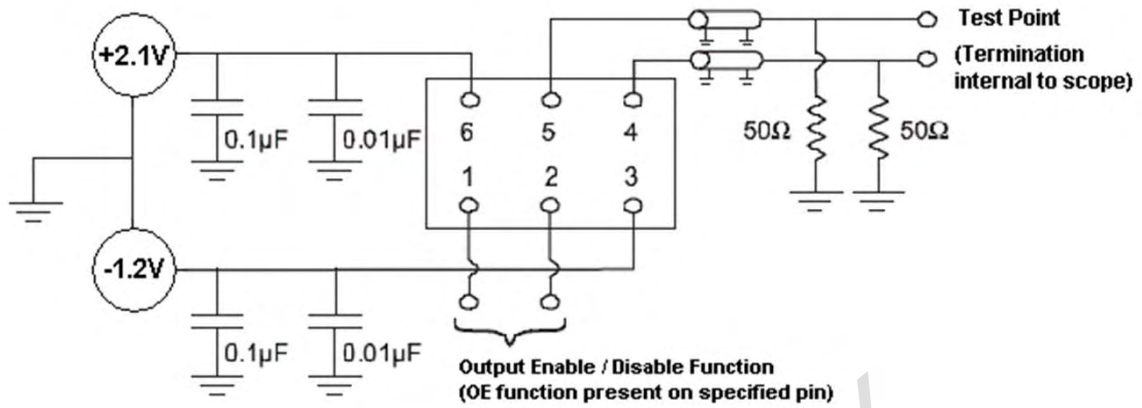 Test Point
+2.1V
(Termination
internal to scope)
0.1µF
0.01µF
6
5
4
50Ω
50Ω
1
2
3
-1.2V
0.1µF
0.01µF
Output Enable / Disable Function
(OE function present on specified pin)